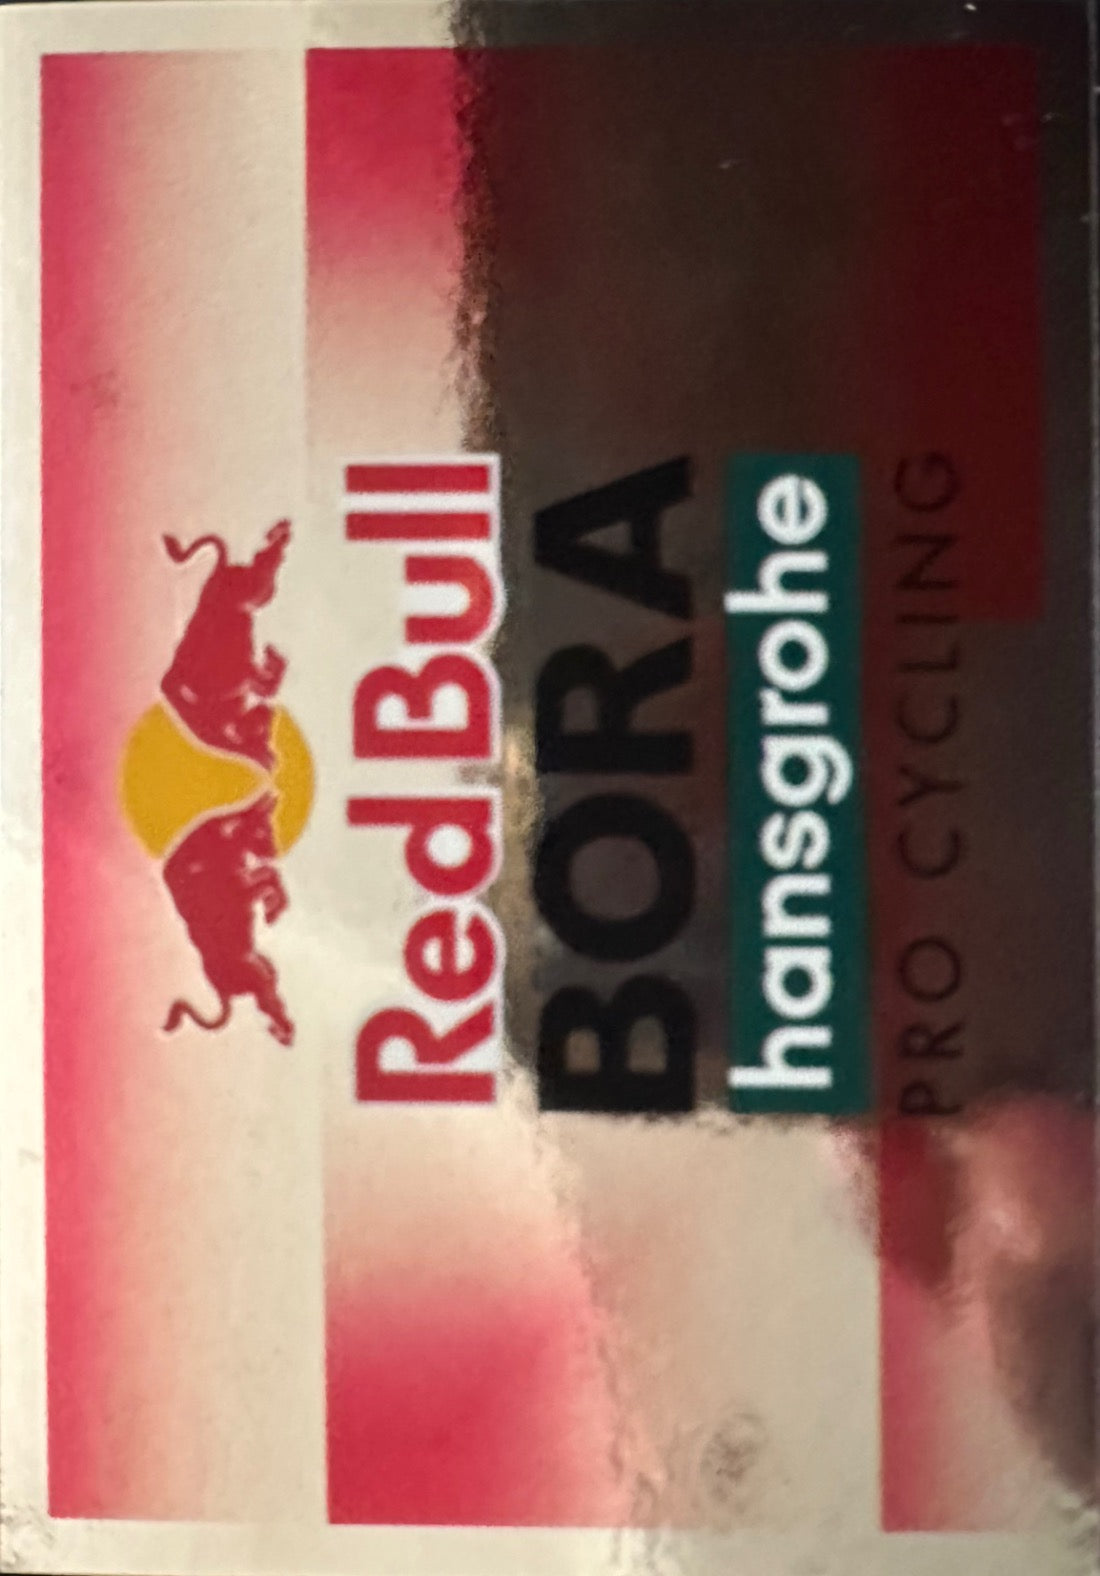 Red Bull
BORA
hansgrohe
PRO CYCLING